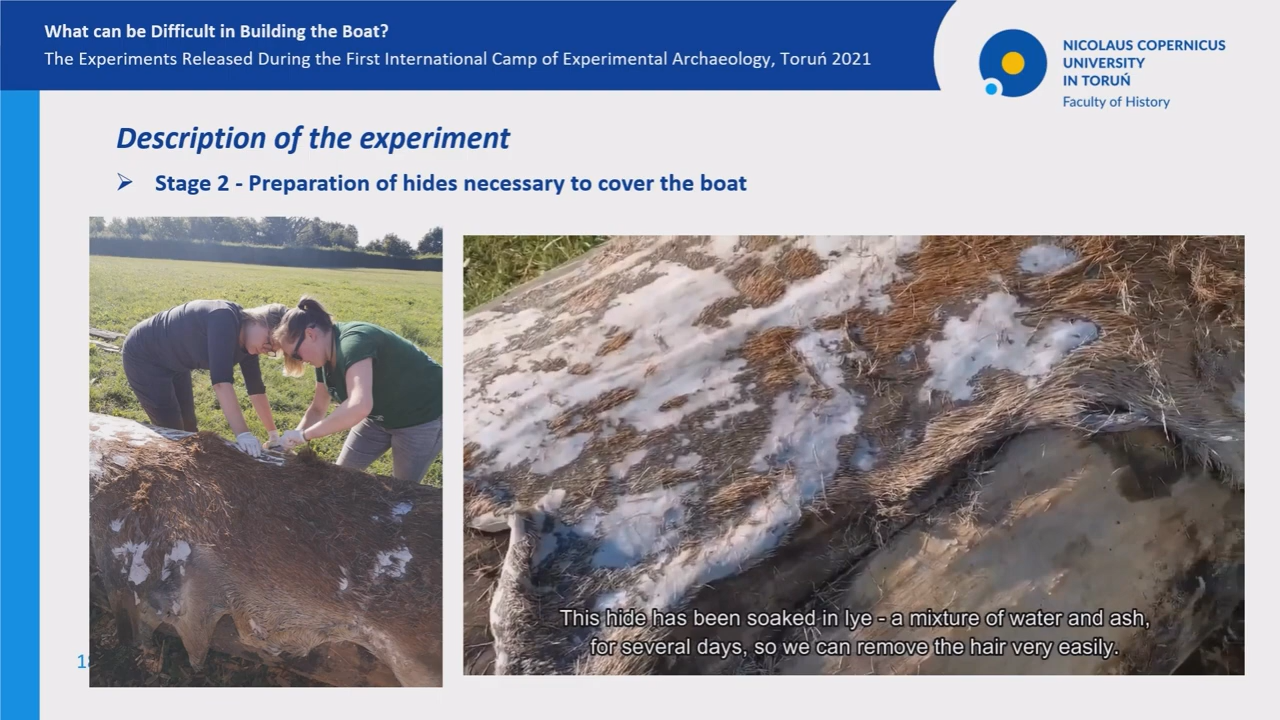 What can be Difficult in Building the Boat?
The Experiments Released During the First International Camp of Experimental Archaeology, Toruń 2021
NICOLAUS COPERNICUS
UNIVERSITY
IN TORUŃ
Faculty of History
Description of the experiment
Stage 2 - Preparation of hides necessary to cover the boat
This hide has been soaked in lye - a mixture of water and ash,
for several days, so we can remove the hair very easily.